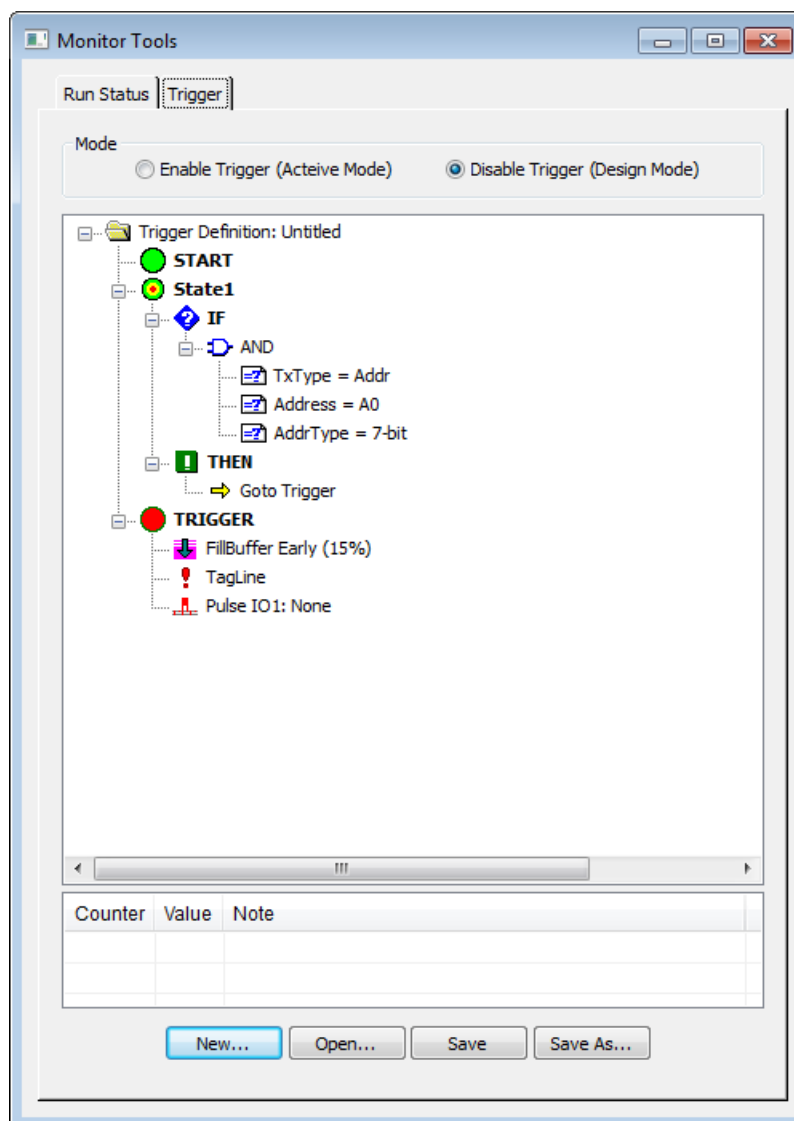 Monitor Tools
Run Status Trigger
Mode
Enable Trigger (Acteive Mode) Disable Trigger (Design Mode)
Trigger Definition: Untitled
START
State1
IF
AND
TxType = Addr
Address = A0
AddrType = 7-bit
THEN
Goto Trigger
TRIGGER
FillBuffer Early (15%)
TagLine
Pulse IO1: None
Counter Value Note
New... Open... Save Save As...